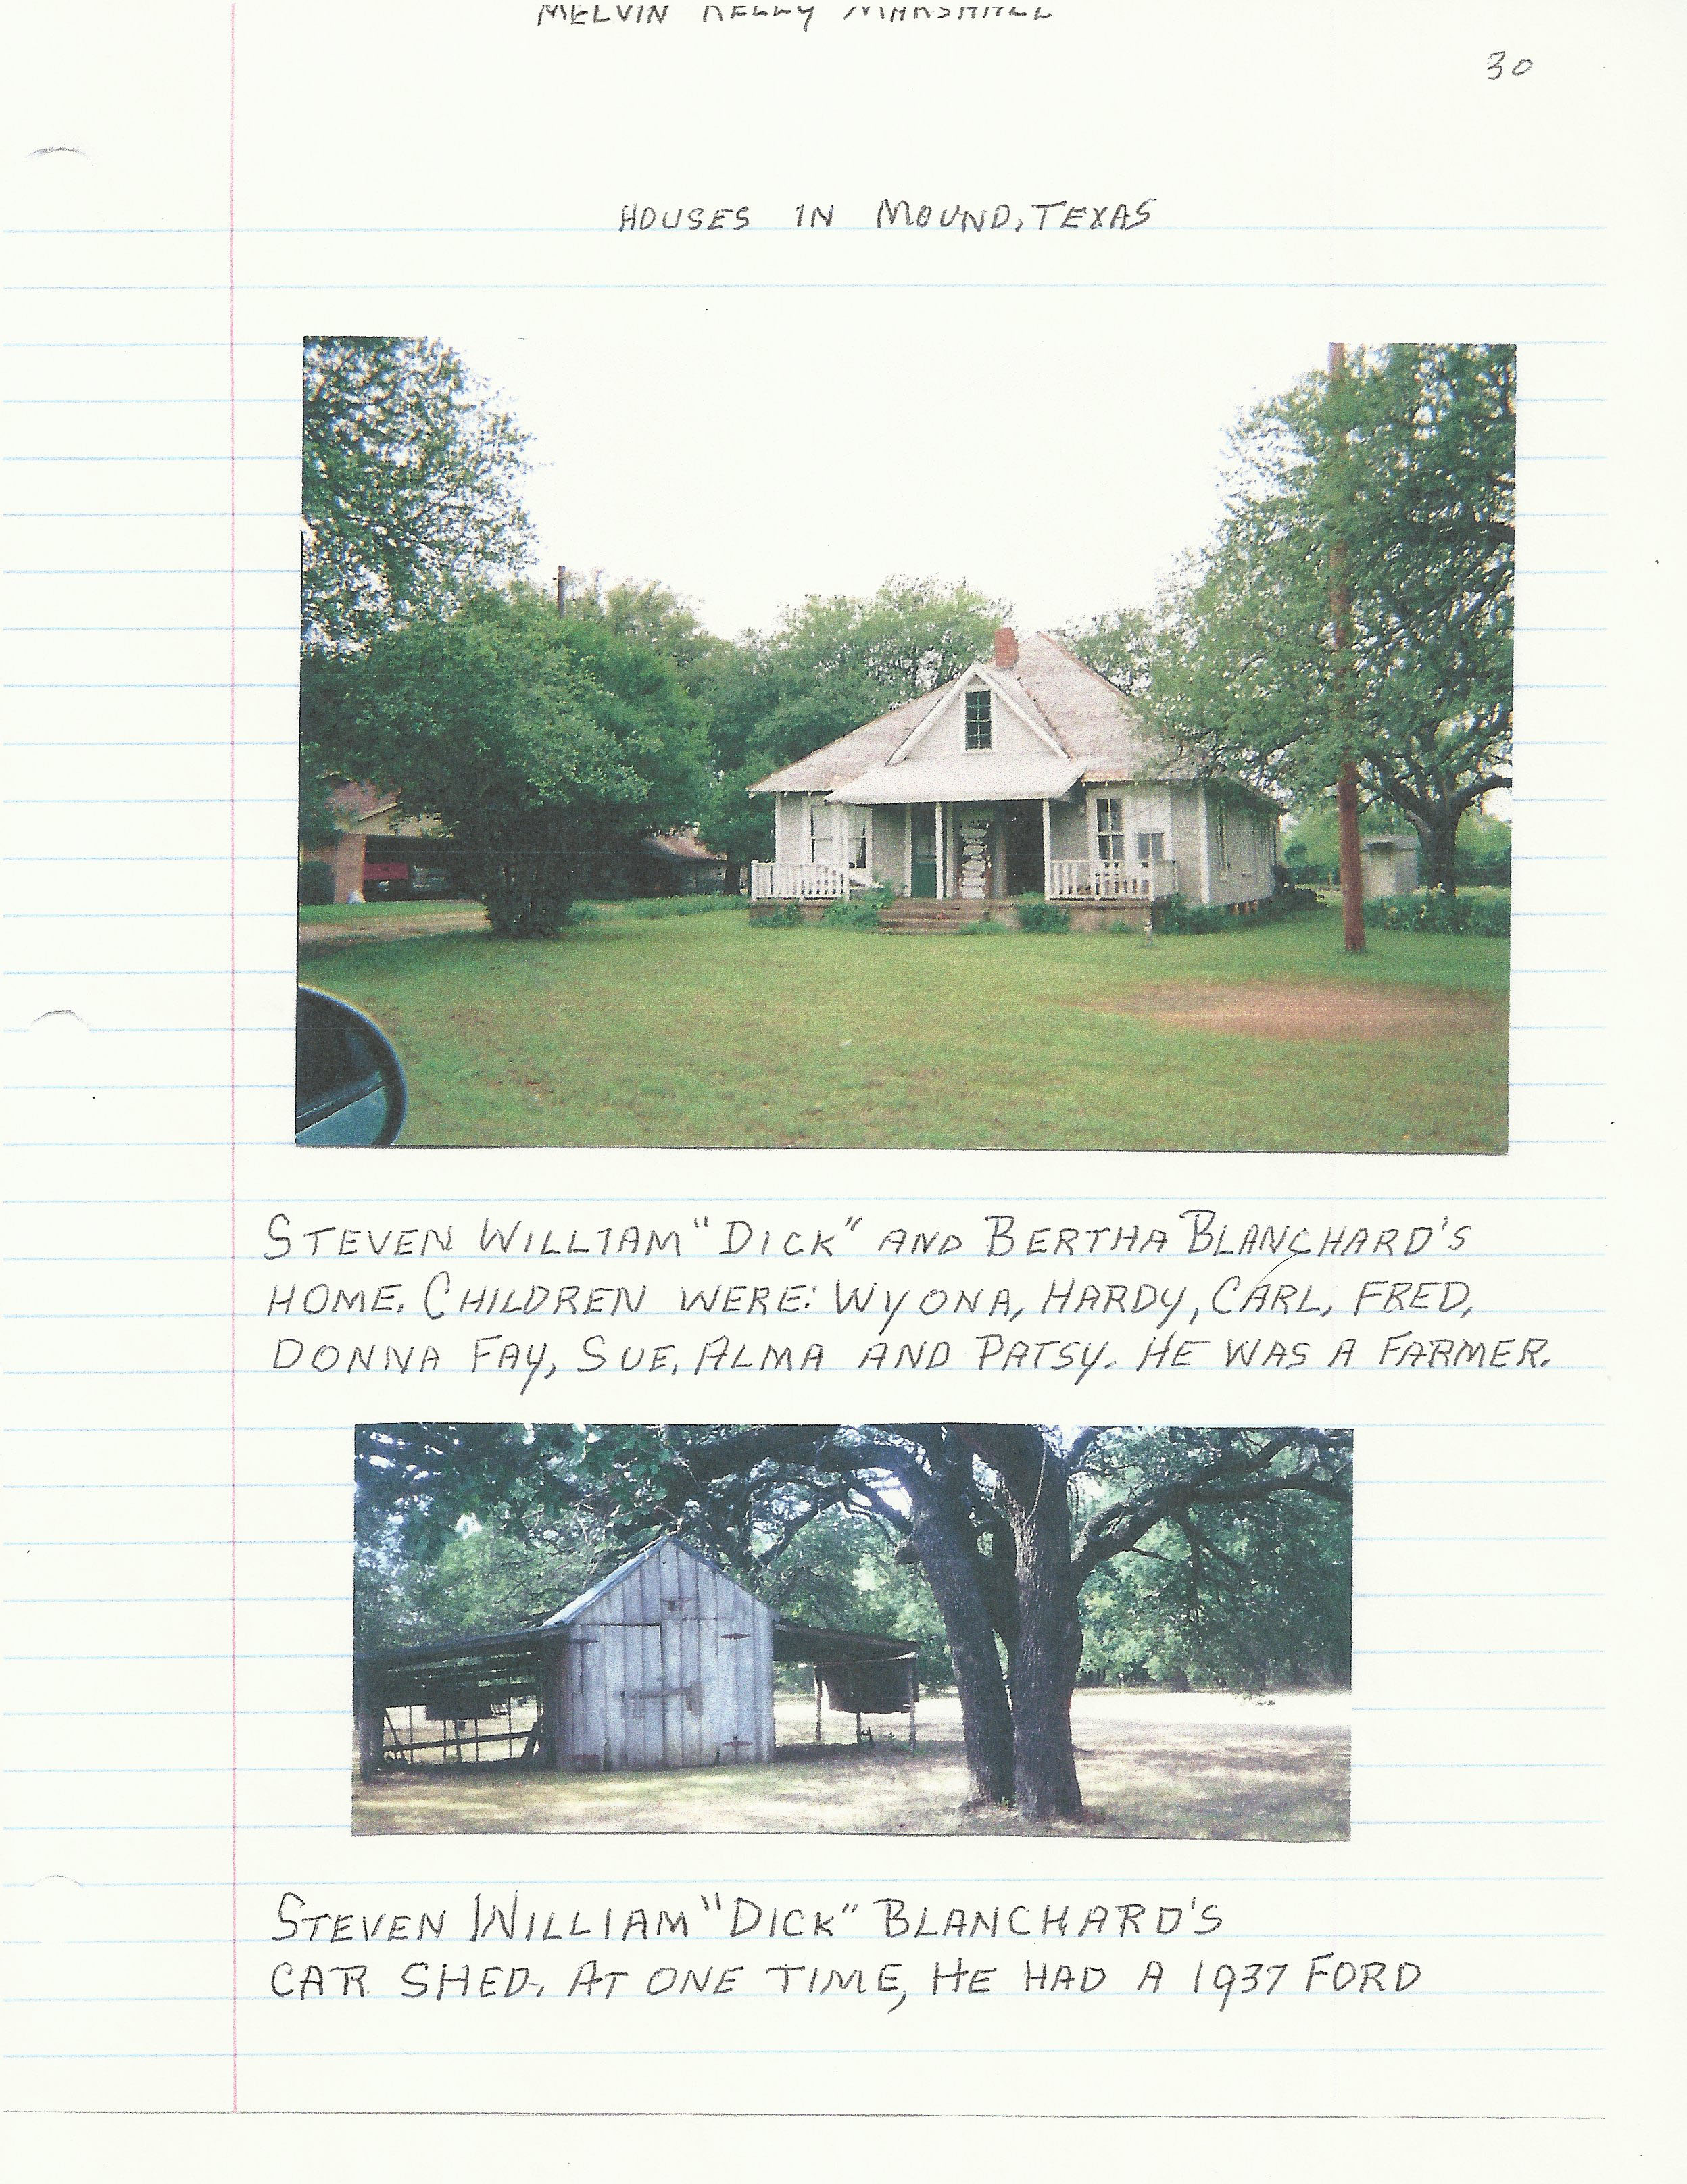 MELVIN KELLY MARSHALL
30
HOUSES IN MOUND, TEXAS
STEVEN WILLIAM "DICK" AND BERTHA BLANCHARD'S
HOME. CHILDREN WERE: WYONA, HARDY, CARL, FRED,
DONNA FAY, SUE, ALMA AND PATSY. HE WAS A FARMER.
STEVEN WILLIAM "DICK" BLANCHARD'S
CAR SHED. AT ONE TIME, HE HAD A 1937 FORD